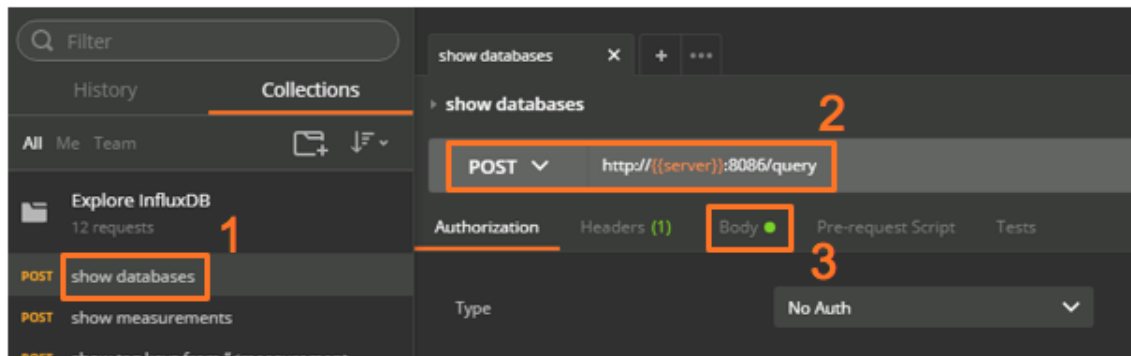 Filter
History Collections
All Me Team
Explore InfluxDB
12 requests
1
POST show databases
POST show measurements
show databases
show databases
2
POST http://{{server}}:8086/query
Authorization Headers (1) Body Pre-request Script Tests
3
Type No Auth